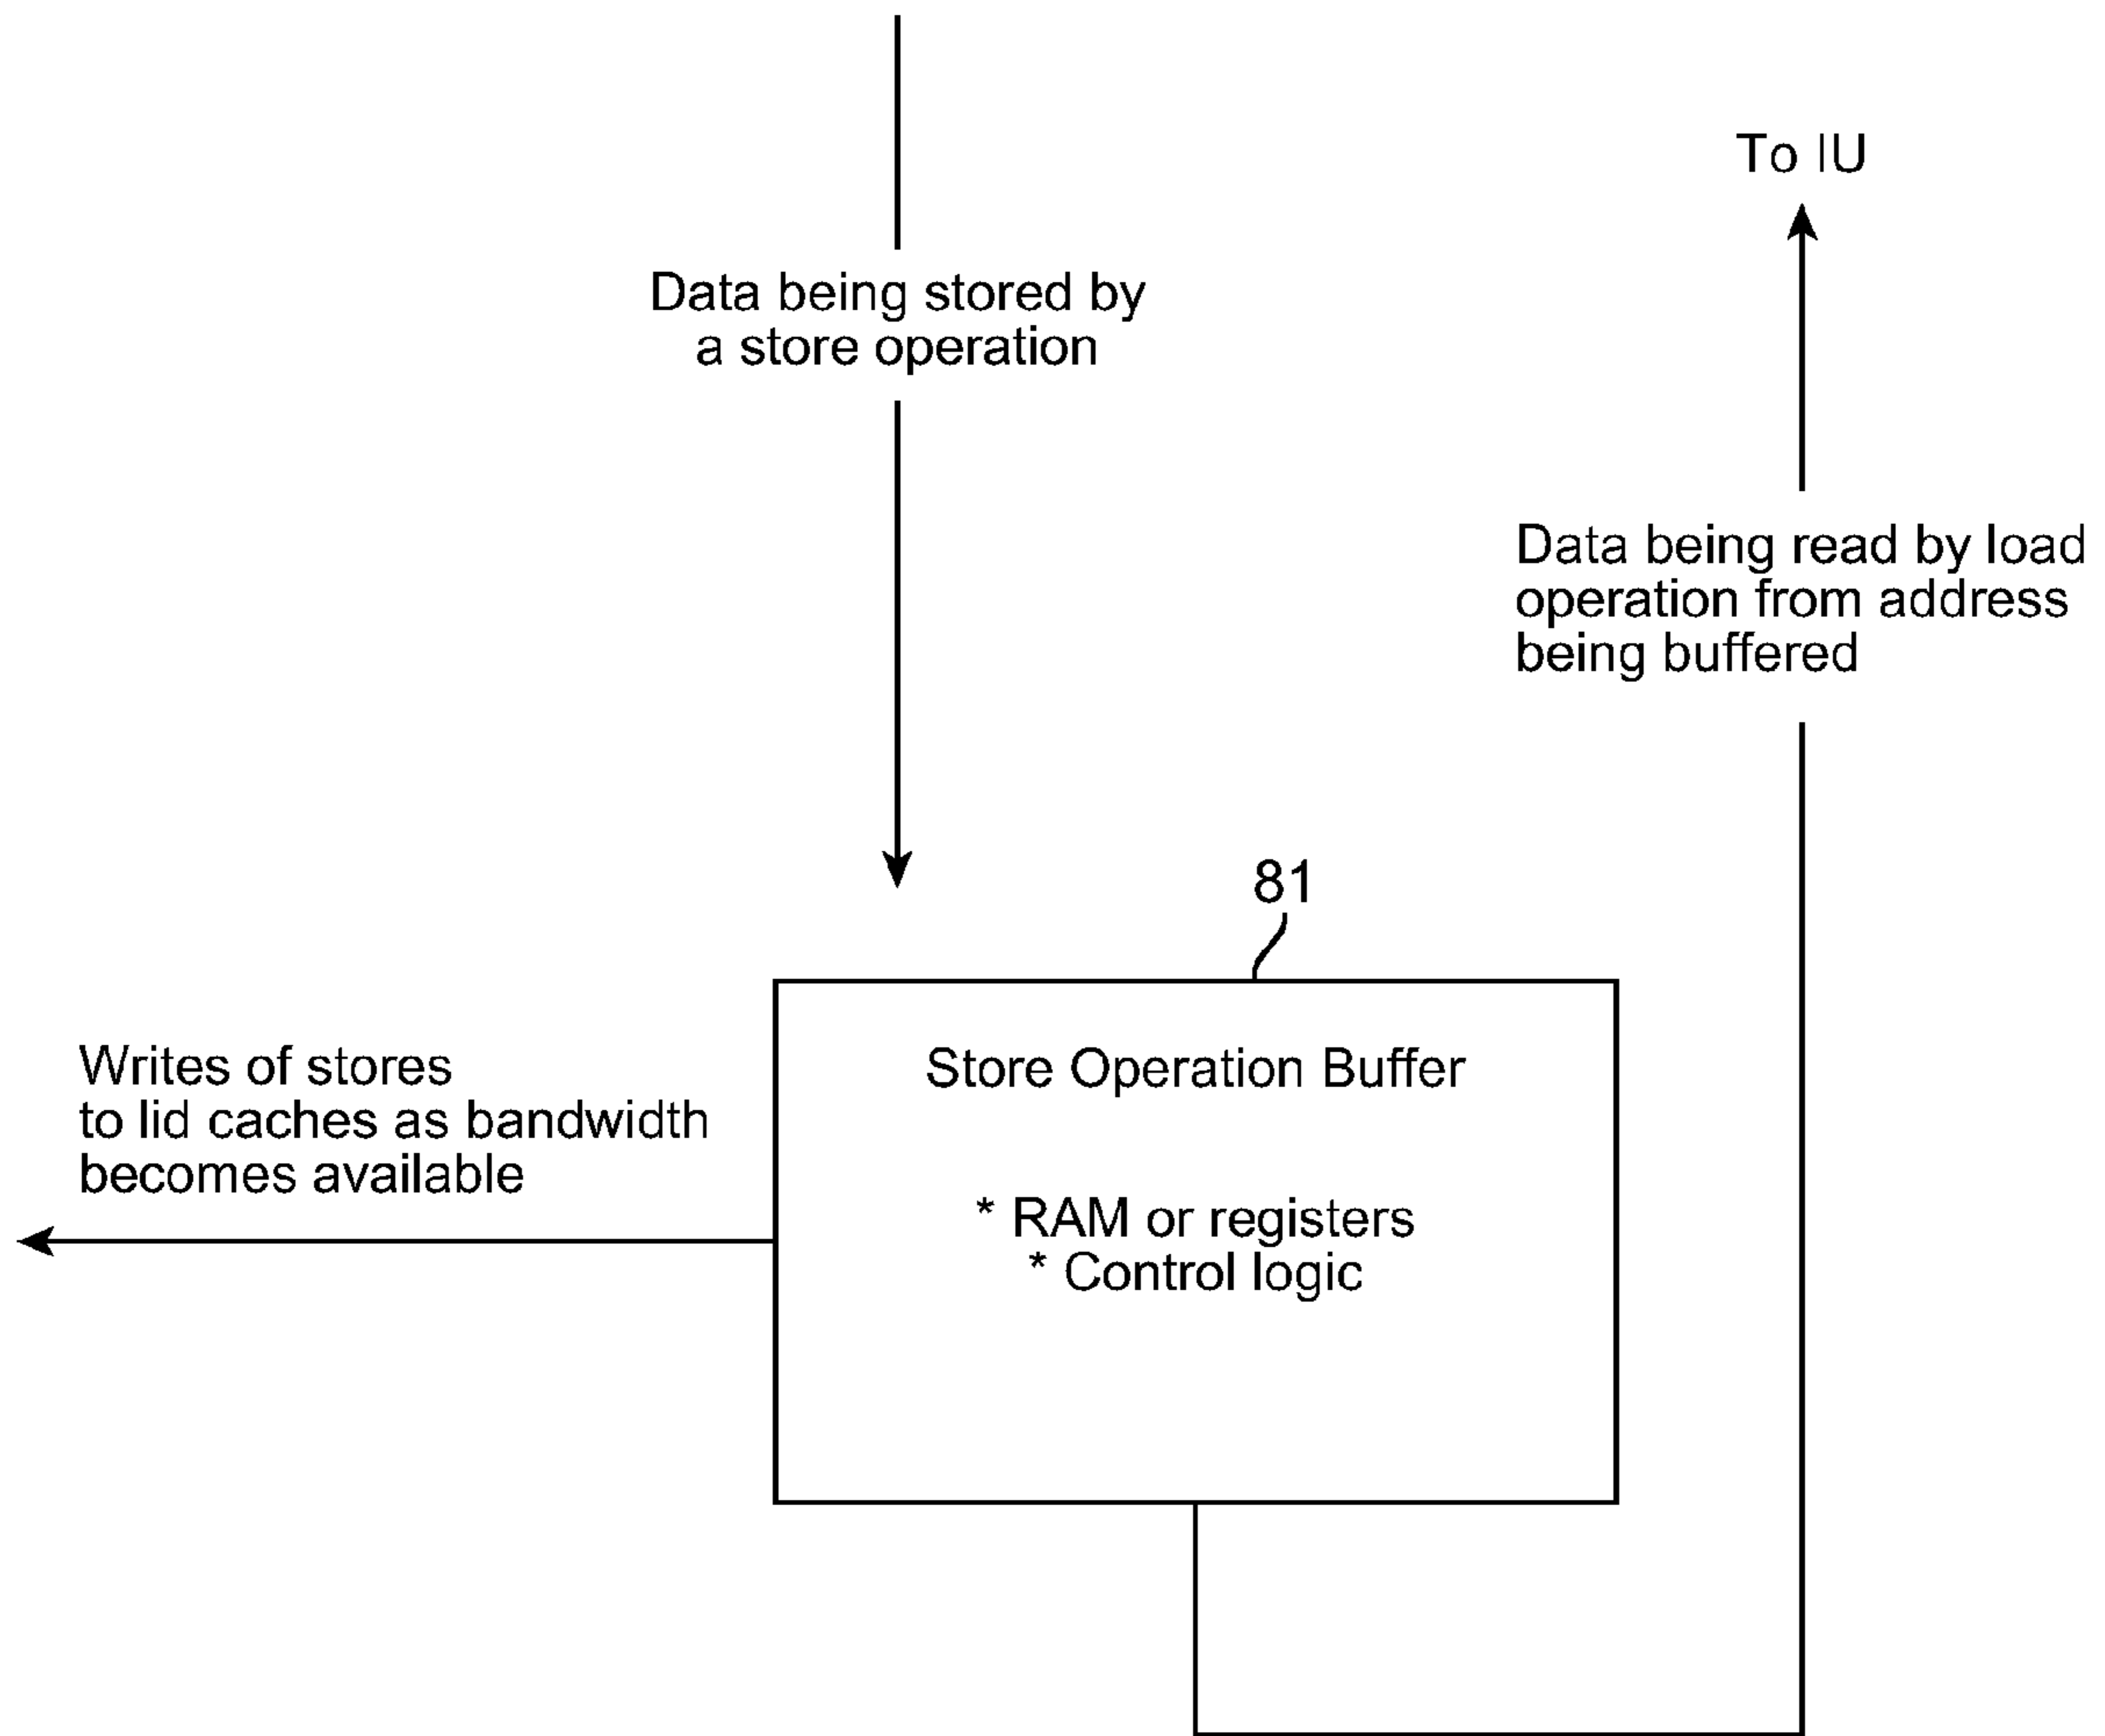 To IU
Data being stored by
a store operation
Data being read by load
operation from address
being buffered
81
Store Operation Buffer
* RAM or registers
* Control logic
Writes of stores
to lid caches as bandwidth
becomes available